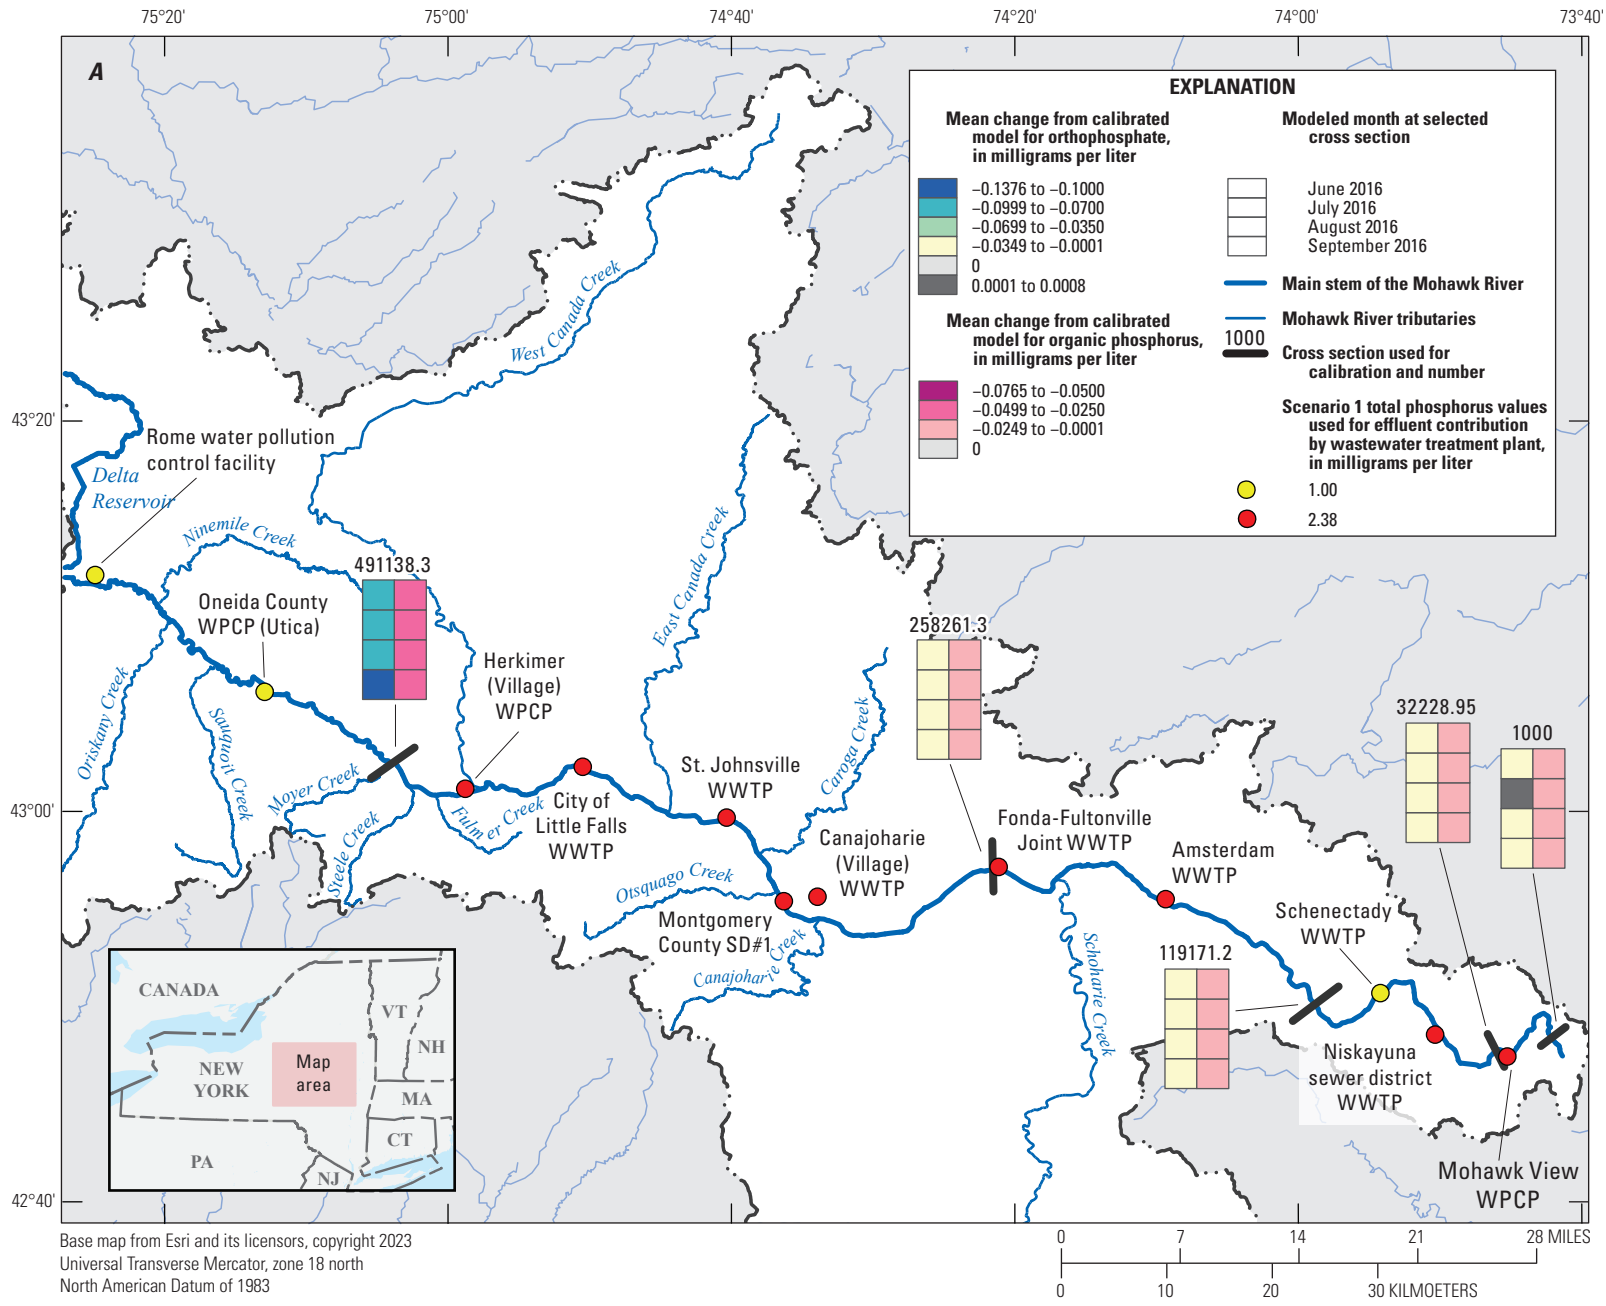 75°20'
75°00'
74°40'
74°20'
74°00'
73°40'
A
EXPLANATION
Mean change from calibrated
model for orthophosphate,
in milligrams per liter
−0.1376 to −0.1000
−0.0999 to −0.0700
−0.0699 to −0.0350
−0.0349 to −0.0001
0
0.0001 to 0.0008
Mean change from calibrated
model for organic phosphorus,
in milligrams per liter
−0.0765 to −0.0500
−0.0499 to −0.0250
−0.0249 to −0.0001
0
Modeled month at selected
cross section
June 2016
July 2016
August 2016
September 2016
Main stem of the Mohawk River
Mohawk River tributaries
1000
Cross section used for
calibration and number
Scenario 1 total phosphorus values
used for effluent contribution
by wastewater treatment plant,
in milligrams per liter
1.00
2.38
43°20'
43°00'
42°40'
West Canada Creek
Rome water pollution
control facility
Delta
Reservoir
Ninemile Creek
491138.3
Oneida County
WPCP (Utica)
Herkimer
(Village)
WPCP
East Canada Creek
258261.3
32228.95
1000
Oriskany Creek
Sauquoit Creek
Moyer Creek
Steele Creek
Fulmer Creek
City of
Little Falls
WWTP
St. Johnsville
WWTP
Caroga Creek
Canajoharie
(Village)
WWTP
Fonda-Fultonville
Joint WWTP
Amsterdam
WWTP
Otsquago Creek
Montgomery
County SD#1
Canajoharie Creek
Schoharie Creek
119171.2
Schenectady
WWTP
Niskayuna
sewer district
WWTP
Mohawk View
WPCP
CANADA
VT
NH
NEW
YORK
Map
area
MA
CT
PA
NJ
Base map from Esri and its licensors, copyright 2023
Universal Transverse Mercator, zone 18 north
North American Datum of 1983
0
7
14
21
28 MILES
0
10
20
30 KILMOETERS